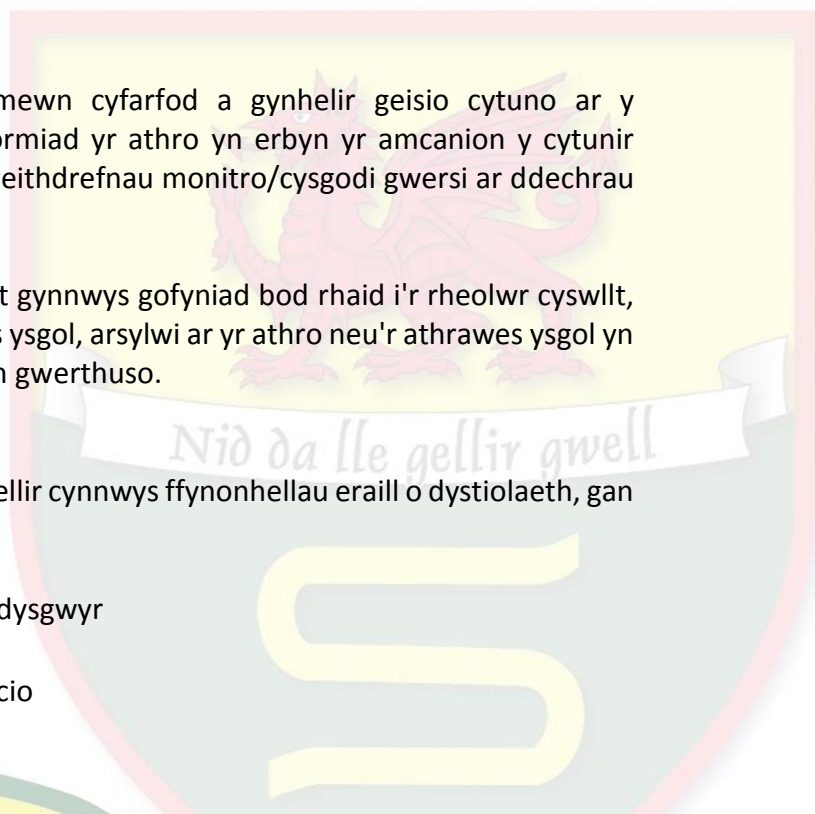 mewn cyfarfod a gynhelir geisio cytuno ar y
ormiad yr athro yn erbyn yr amcanion y cytunir
eithdrefnau monitro/cysgodi gwersi ar ddechrau
t gynnwys gofyniad bod rhaid i'r rheolwr cyswllt,
s ysgol, arsylwi ar yr athro neu'r athrawes ysgol yn
n gwerthuso.
Nid da lle gellir gwell
ellir cynnwys ffynonhellau eraill o dystiolaeth, gan
dysgwyr
cio